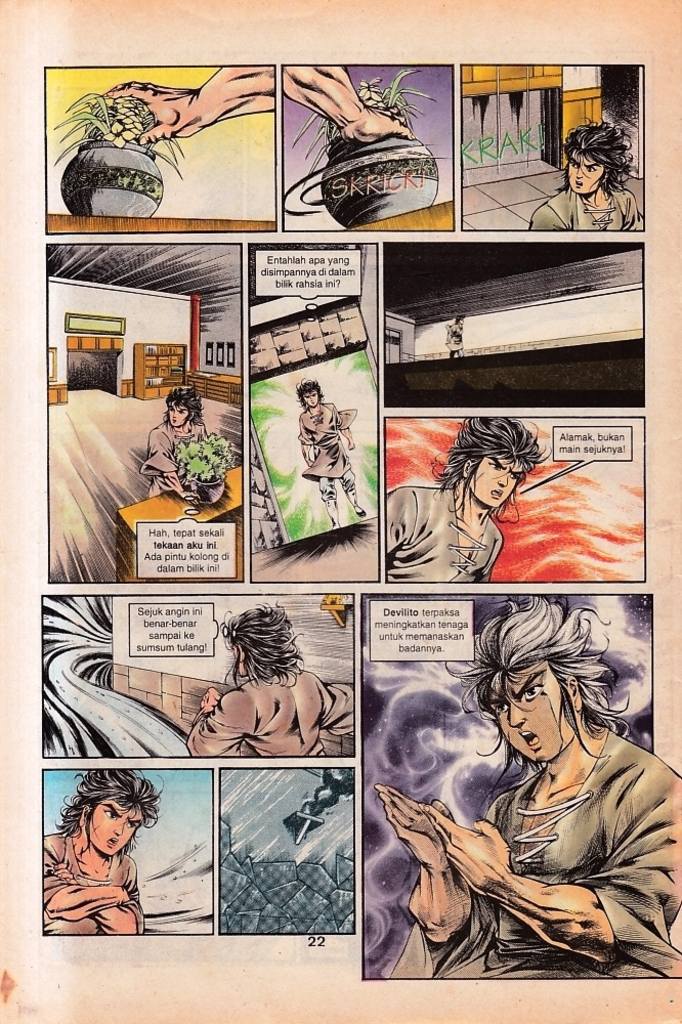 SKRICK!
KRAK!
Hah, tepat sekali
tekaan aku ini.
Ada pintu kolong di
dalam bilik ini!
Entahlah apa yang
disimpannya di dalam
bilik rahsia ini?
Alamak, bukan
main sejuknya!
Sejuk angin ini
benar-benar
sampai ke
sumsum tulang!
Devilito terpaksa
meningkatkan tenaga
untuk memanaskan
badannya.
22